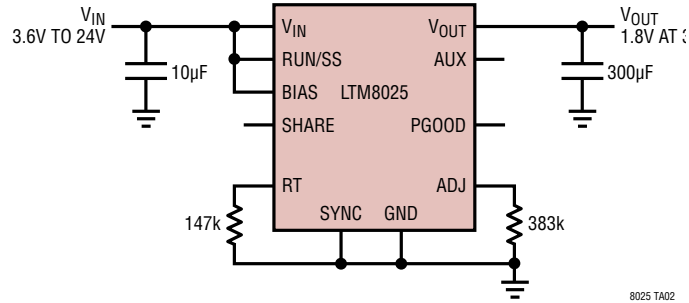 VIN
3.6V TO 24V
10µF
VIN
RUN/SS
BIAS
SHARE
RT
LTM8025
SYNC
GND
VOUT
AUX
PGOOD
ADJ
VOUT
1.8V AT 3
300µF
147k
383k
8025 TA02